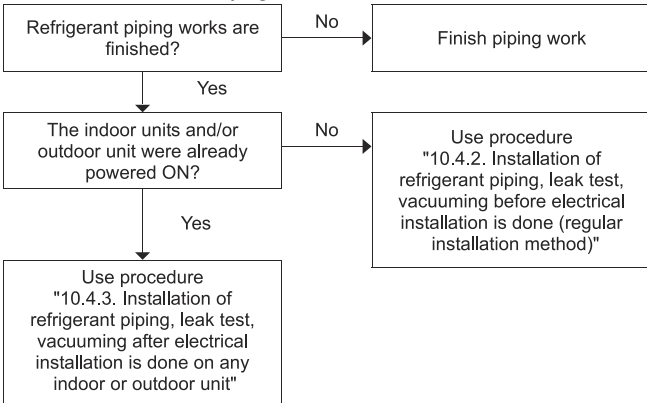 Refrigerant piping works are
finished?
No
Finish piping work
Yes
The indoor units and/or
outdoor unit were already
powered ON?
No
Use procedure
"10.4.2. Installation of
refrigerant piping, leak test,
vacuuming before electrical
installation is done (regular
installation method)"
Yes
Use procedure
"10.4.3. Installation of
refrigerant piping, leak test,
vacuuming after electrical
installation is done on any
indoor or outdoor unit"